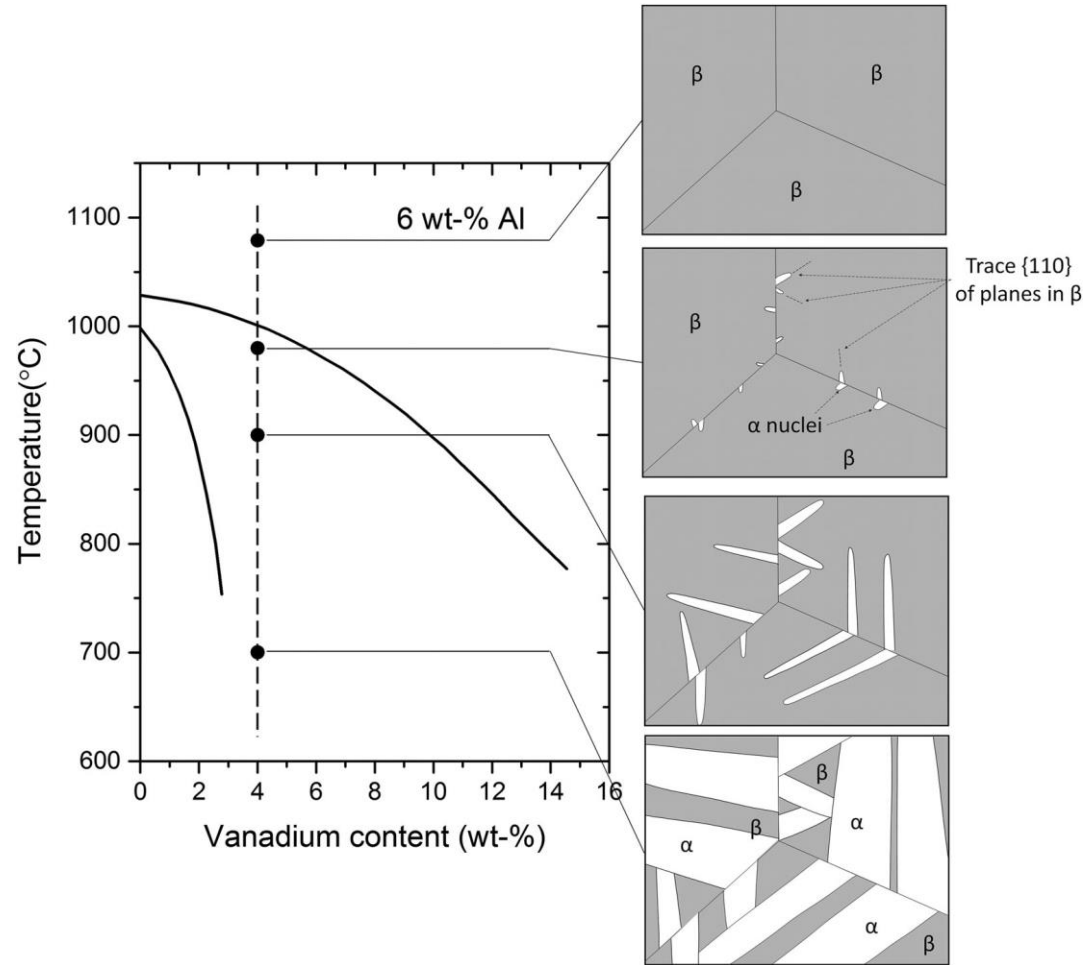 1100
1000
900
800
700
600
0
2
4
6
8
10
12
14
16
Temperature(°C)
Vanadium content (wt-%)
6 wt-% Al
β
β
β
β
β
Trace {110}
of planes in β
α nuclei
β
α
β
α
α
β